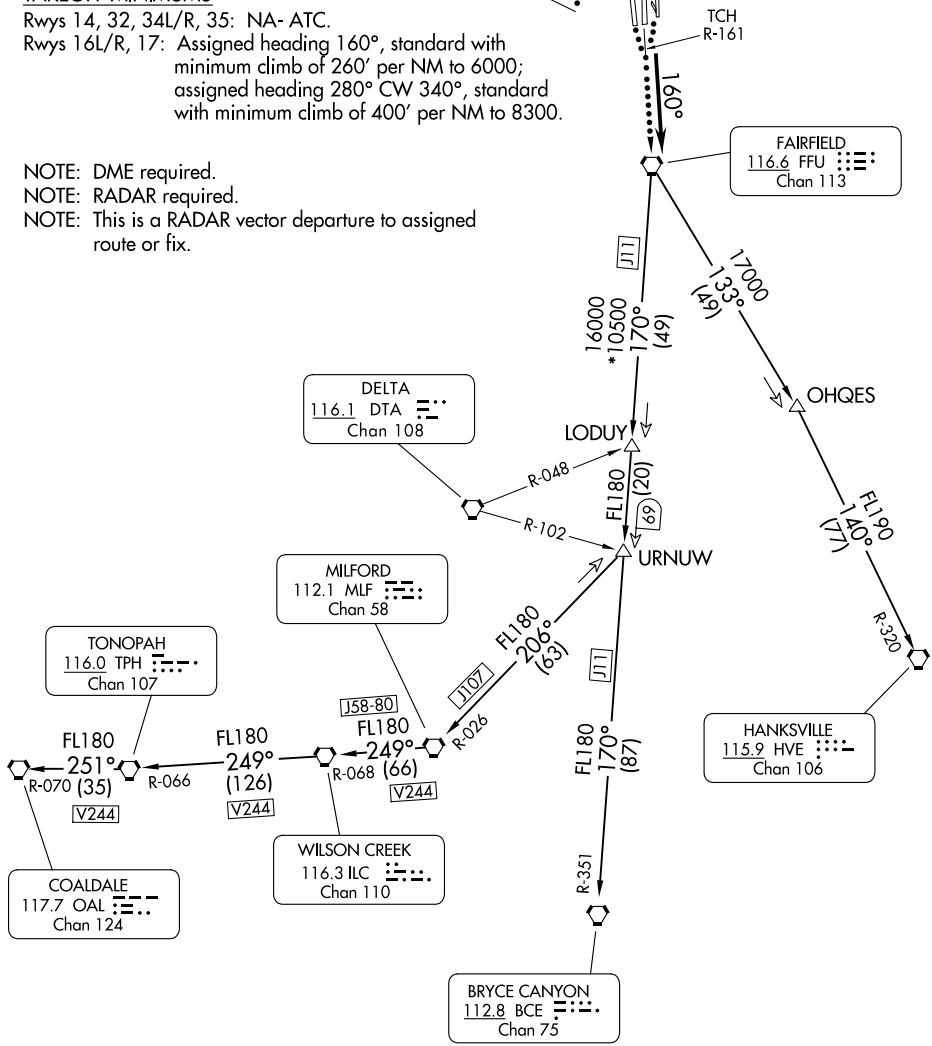 TAKEOFF MINIMUMS
Rwys 14, 32, 34L/R, 35: NA- ATC.
Rwys 16L/R, 17: Assigned heading 160°, standard with
minimum climb of 260' per NM to 6000;
assigned heading 280° CW 340°, standard
with minimum climb of 400' per NM to 8300.
NOTE: DME required.
NOTE: RADAR required.
NOTE: This is a RADAR vector departure to assigned
route or fix.
TCH
R-161
160°
FAIRFIELD
116.6 FFU
Chan 113
J11
16000
*10500
170°
(49)
17000
133°
(49)
OHQES
DELTA
116.1 DTA
Chan 108
LODUY
R-048
R-102
FL180
(20)
69
URNUW
FL190
140°
(77)
R-320
HANKSVILLE
115.9 HVE
Chan 106
MILFORD
112.1 MLF
Chan 58
FL180
206°
(63)
J107
R-026
J11
FL180
170°
(87)
R-351
TONOPAH
116.0 TPH
Chan 107
J58-80
FL180
249°
(66)
R-068
V244
FL180
249°
(126)
R-066
V244
FL180
251°
(35)
R-070
V244
WILSON CREEK
116.3 ILC
Chan 110
COALDALE
117.7 OAL
Chan 124
BRYCE CANYON
112.8 BCE
Chan 75